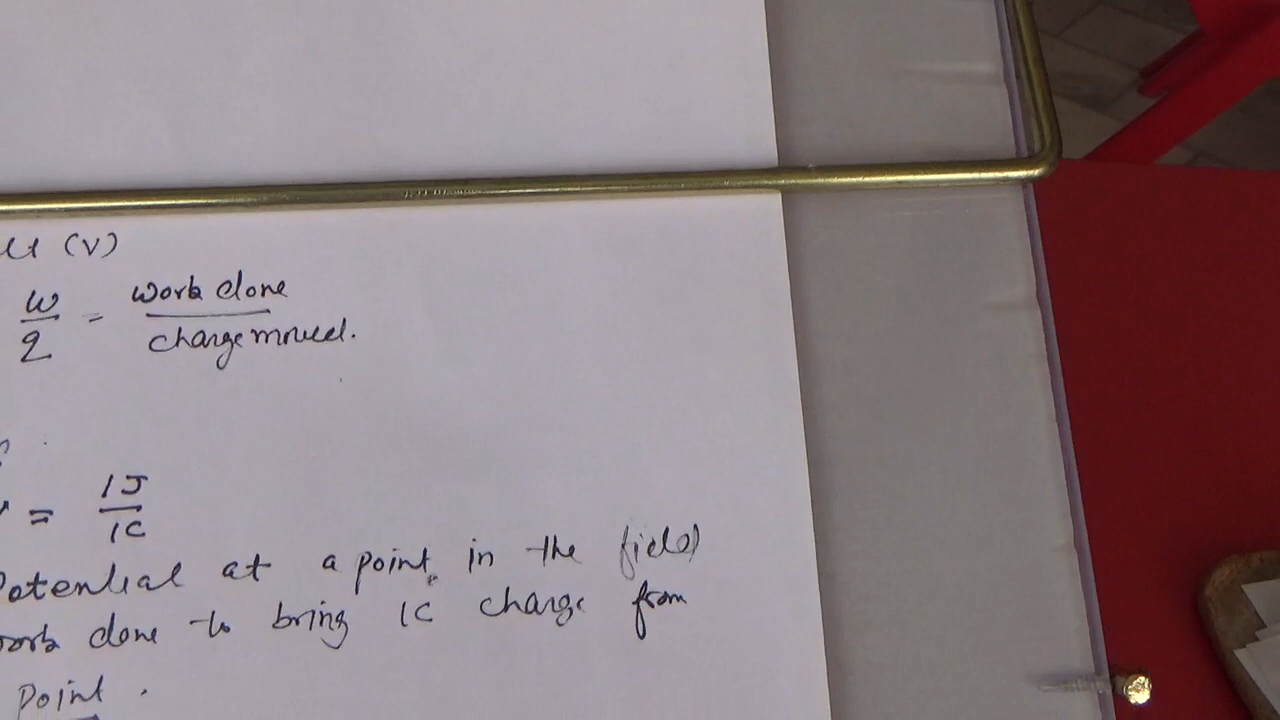 (V)
W/q = work done / charge moved.
= 1J / 1C
Potential at a point in the field
work done to bring 1C charge from
Point.